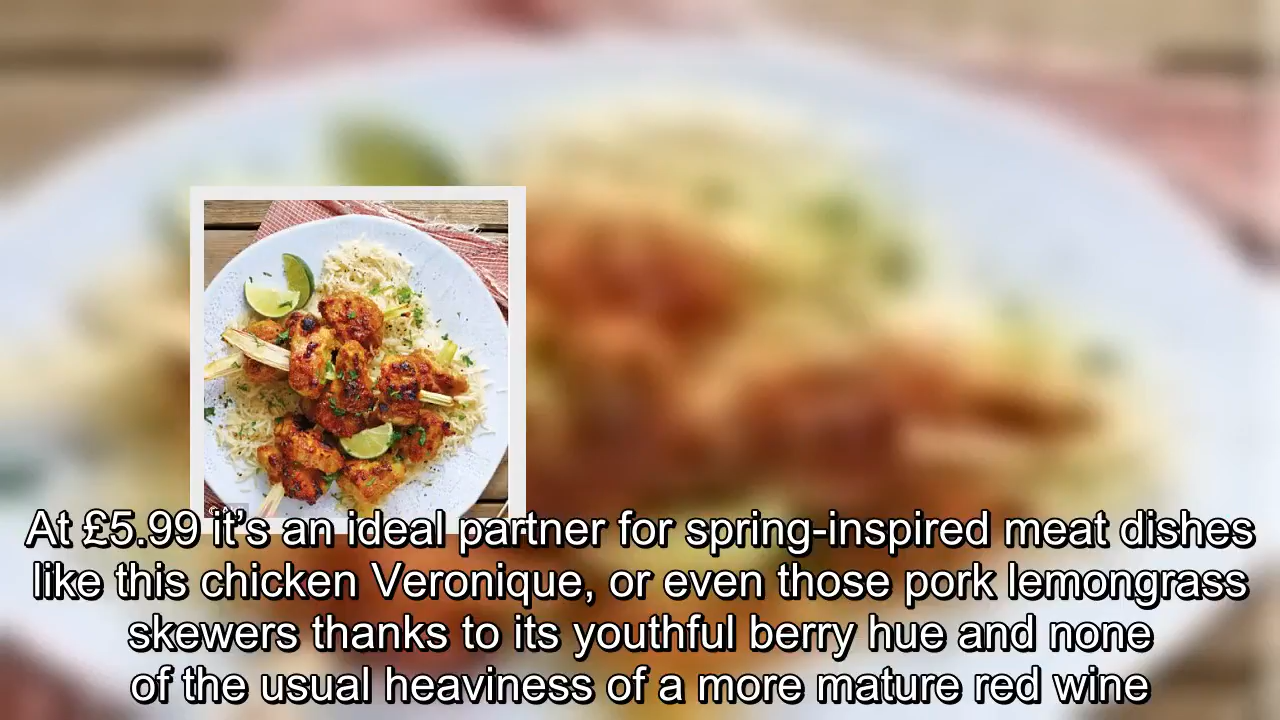 At £5.99 it’s an ideal partner for spring-inspired meat dishes
like this chicken Veronique, or even those pork lemongrass
skewers thanks to its youthful berry hue and none
of the usual heaviness of a more mature red wine